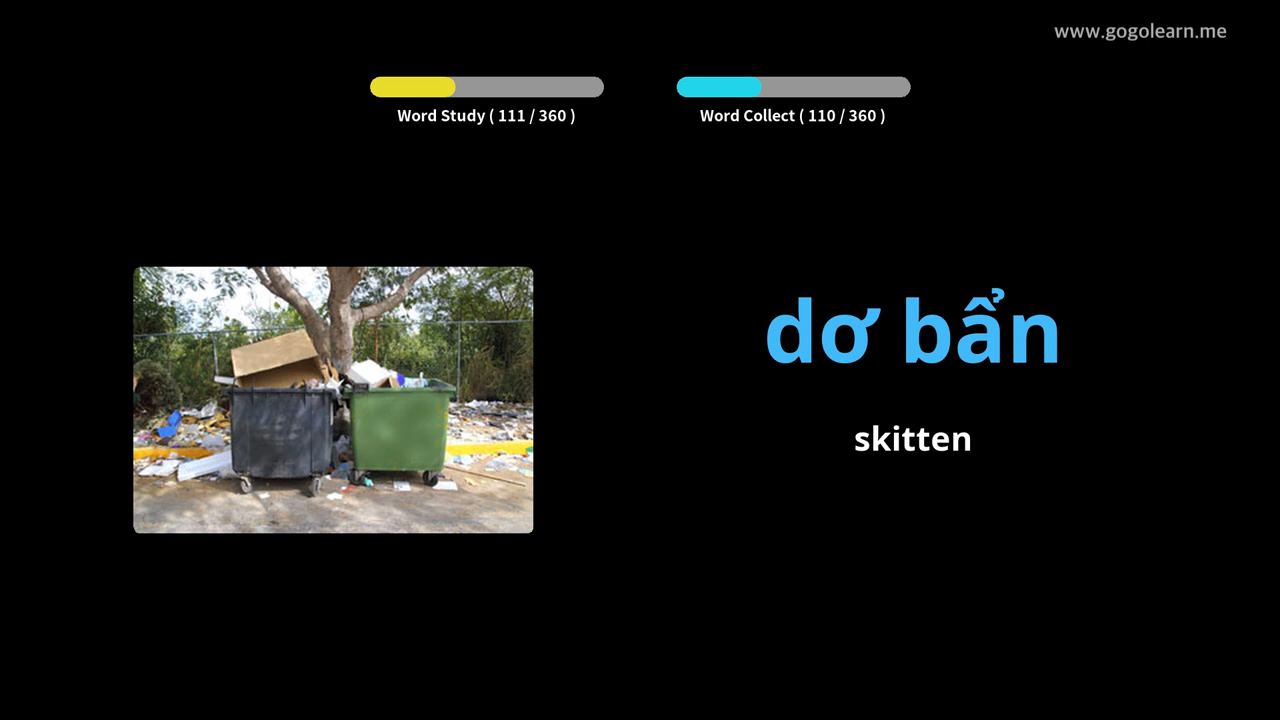 www.gogolearn.me
Word Study ( 111 / 360 )
Word Collect ( 110 / 360 )
dơ bẩn
skitten